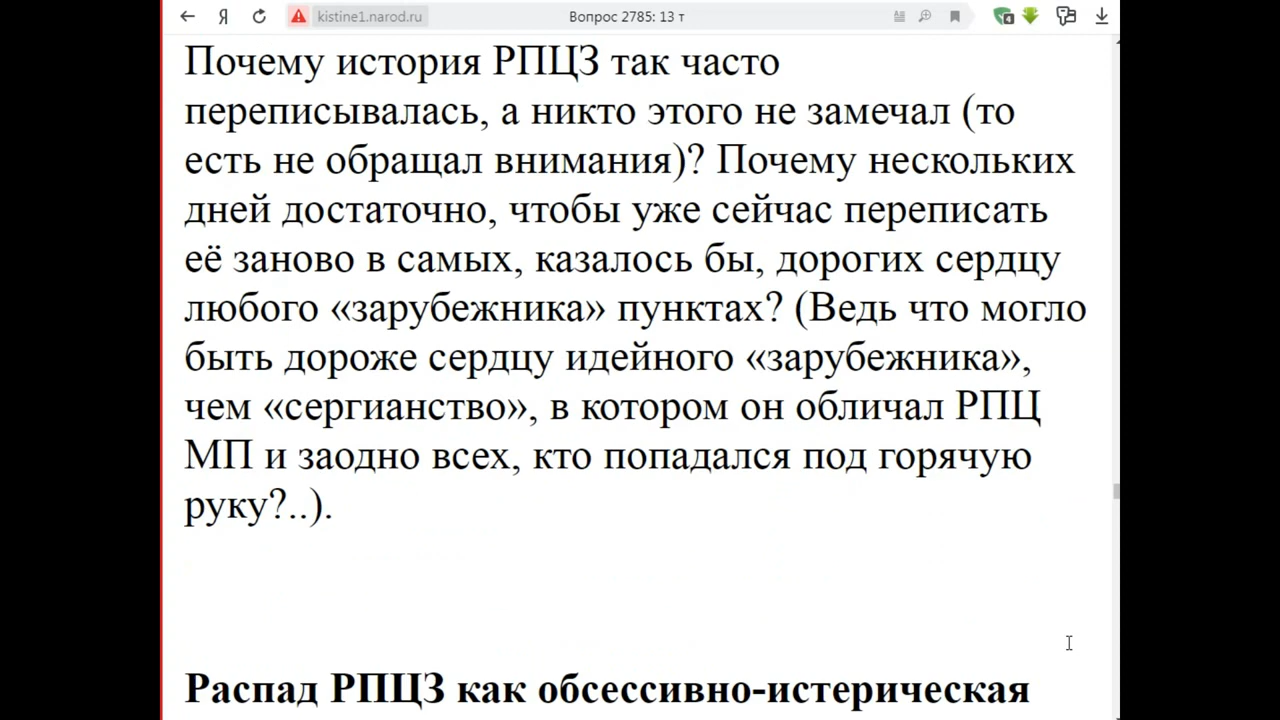 kistine1.narod.ru
Вопрос 2785: 13 т
Почему история РПЦЗ так часто
переписывалась, а никто этого не замечал (то
есть не обращал внимания)? Почему нескольких
дней достаточно, чтобы уже сейчас переписать
её заново в самых, казалось бы, дорогих сердцу
любого «зарубежника» пунктах? (Ведь что могло
быть дороже сердцу идейного «зарубежника»,
чем «сергианство», в котором он обличал РПЦ
МП и заодно всех, кто попадался под горячую
руку?..).
Распад РПЦЗ как обсессивно-истерическая